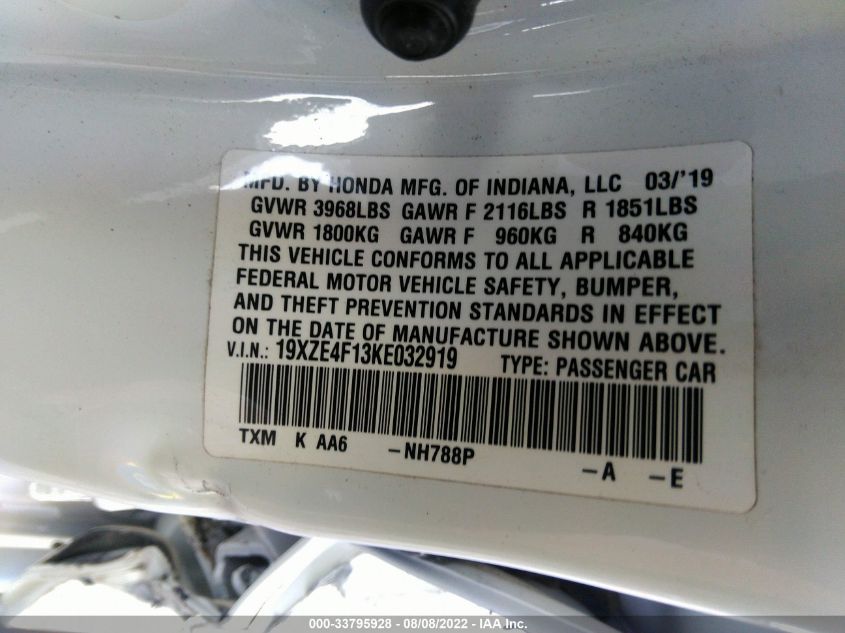 MFD. BY HONDA MFG. OF INDIANA, LLC 03/'19
GVWR 3968LBS GAWR F 2116LBS R 1851LBS
GVWR 1800KG GAWR F 960KG R 840KG
THIS VEHICLE CONFORMS TO ALL APPLICABLE
FEDERAL MOTOR VEHICLE SAFETY, BUMPER,
AND THEFT PREVENTION STANDARDS IN EFFECT
ON THE DATE OF MANUFACTURE SHOWN ABOVE.
V.I.N.: 19XZE4F13KE032919 TYPE: PASSENGER CAR
TXM K AA6 -NH788P -A -E
000-33795928 - 08/08/2022 - IAA Inc.